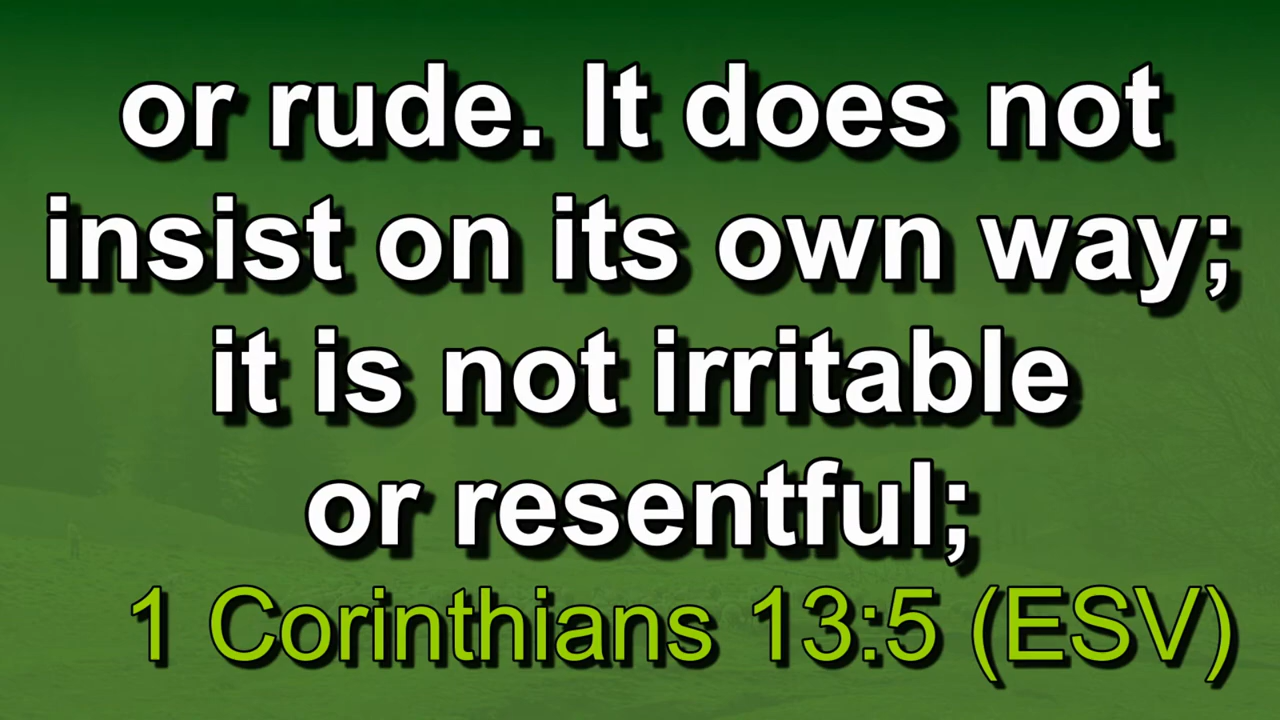 or rude. It does not
insist on its own way;
it is not irritable
or resentful;
1 Corinthians 13:5 (ESV)